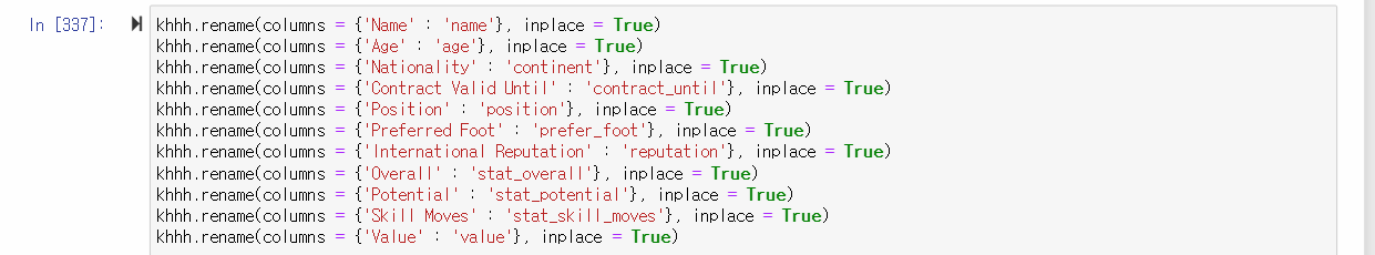 In [337]:
khhh.rename(columns = {'Name' : 'name'}, inplace = True)
khhh.rename(columns = {'Age' : 'age'}, inplace = True)
khhh.rename(columns = {'Nationality' : 'continent'}, inplace = True)
khhh.rename(columns = {'Contract Valid Until' : 'contract_until'}, inplace = True)
khhh.rename(columns = {'Position' : 'position'}, inplace = True)
khhh.rename(columns = {'Preferred Foot' : 'prefer_foot'}, inplace = True)
khhh.rename(columns = {'International Reputation' : 'reputation'}, inplace = True)
khhh.rename(columns = {'Overall' : 'stat_overall'}, inplace = True)
khhh.rename(columns = {'Potential' : 'stat_potential'}, inplace = True)
khhh.rename(columns = {'Skill Moves' : 'stat_skill_moves'}, inplace = True)
khhh.rename(columns = {'Value' : 'value'}, inplace = True)